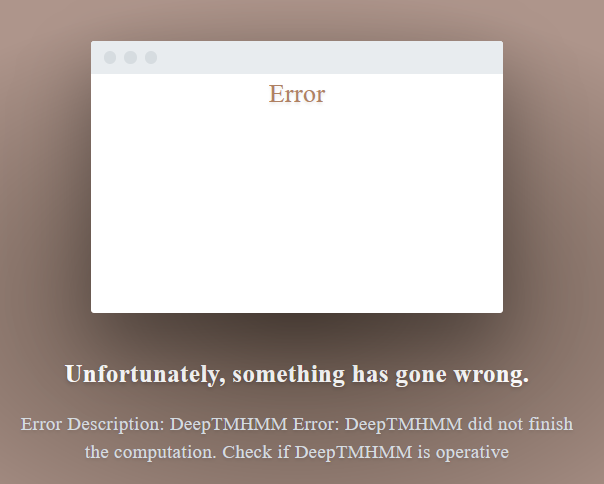 Error
Unfortunately, something has gone wrong.
Error Description: DeepTMHMM Error: DeepTMHMM did not finish
the computation. Check if DeepTMHMM is operative